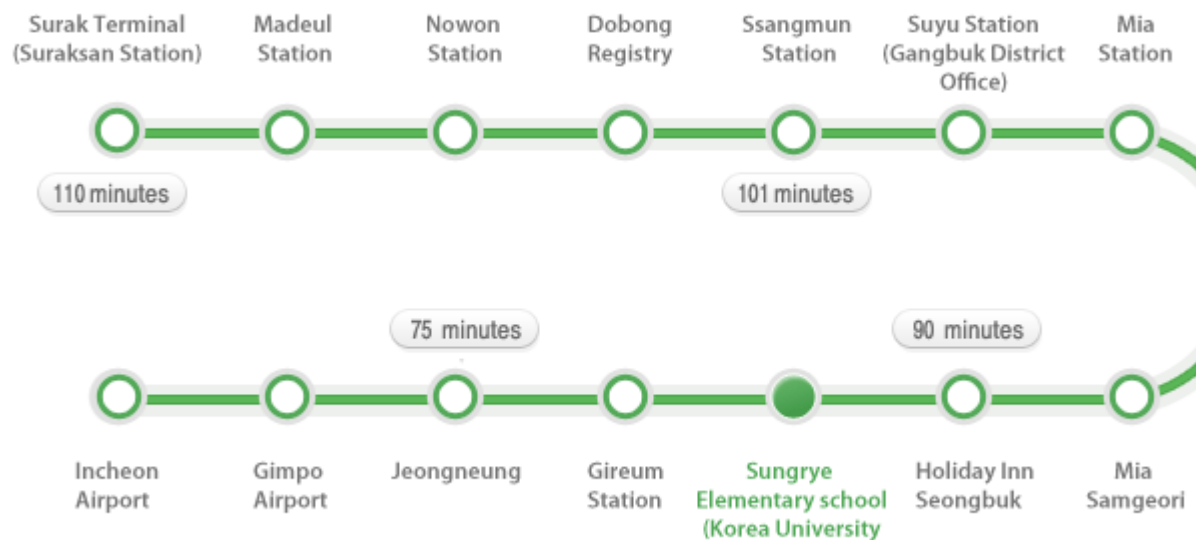 Surak Terminal
(Suraksan Station)
Madeul
Station
Nowon
Station
Dobong
Registry
Ssangmun
Station
Suyu Station
(Gangbuk District
Office)
Mia
Station
110 minutes
101 minutes
75 minutes
90 minutes
Incheon
Airport
Gimpo
Airport
Jeongneung
Gireum
Station
Sungrye
Elementary school
(Korea University
Holiday Inn
Seongbuk
Mia
Samgeori